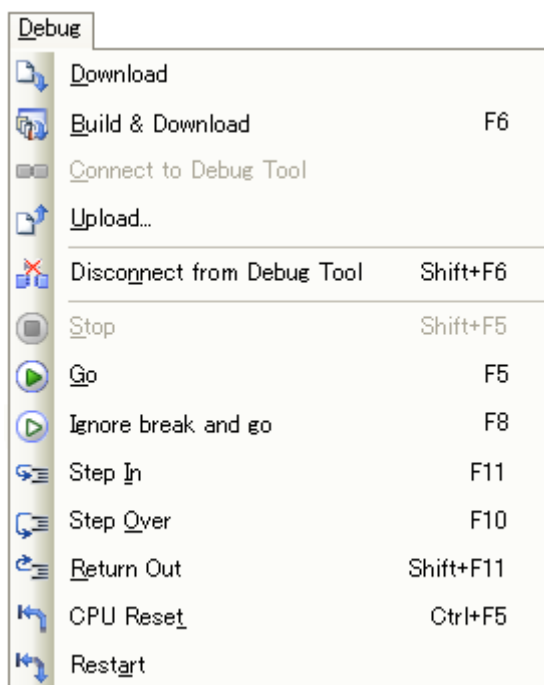 Debug
Download
Build & Download F6
Connect to Debug Tool
Upload...
Disconnect from Debug Tool Shift+F6
Stop Shift+F5
Go F5
Ignore break and go F8
Step In F11
Step Over F10
Return Out Shift+F11
CPU Reset Ctrl+F5
Restart